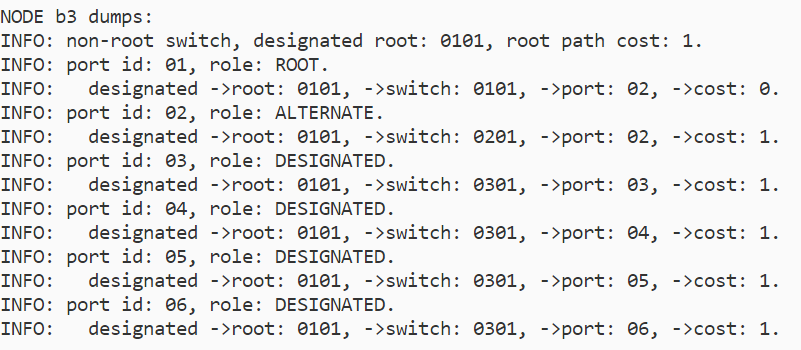 NODE b3 dumps:
INFO: non-root switch, designated root: 0101, root path cost: 1.
INFO: port id: 01, role: ROOT.
INFO:   designated ->root: 0101, ->switch: 0101, ->port: 02, ->cost: 0.
INFO: port id: 02, role: ALTERNATE.
INFO:   designated ->root: 0101, ->switch: 0201, ->port: 02, ->cost: 1.
INFO: port id: 03, role: DESIGNATED.
INFO:   designated ->root: 0101, ->switch: 0301, ->port: 03, ->cost: 1.
INFO: port id: 04, role: DESIGNATED.
INFO:   designated ->root: 0101, ->switch: 0301, ->port: 04, ->cost: 1.
INFO: port id: 05, role: DESIGNATED.
INFO:   designated ->root: 0101, ->switch: 0301, ->port: 05, ->cost: 1.
INFO: port id: 06, role: DESIGNATED.
INFO:   designated ->root: 0101, ->switch: 0301, ->port: 06, ->cost: 1.